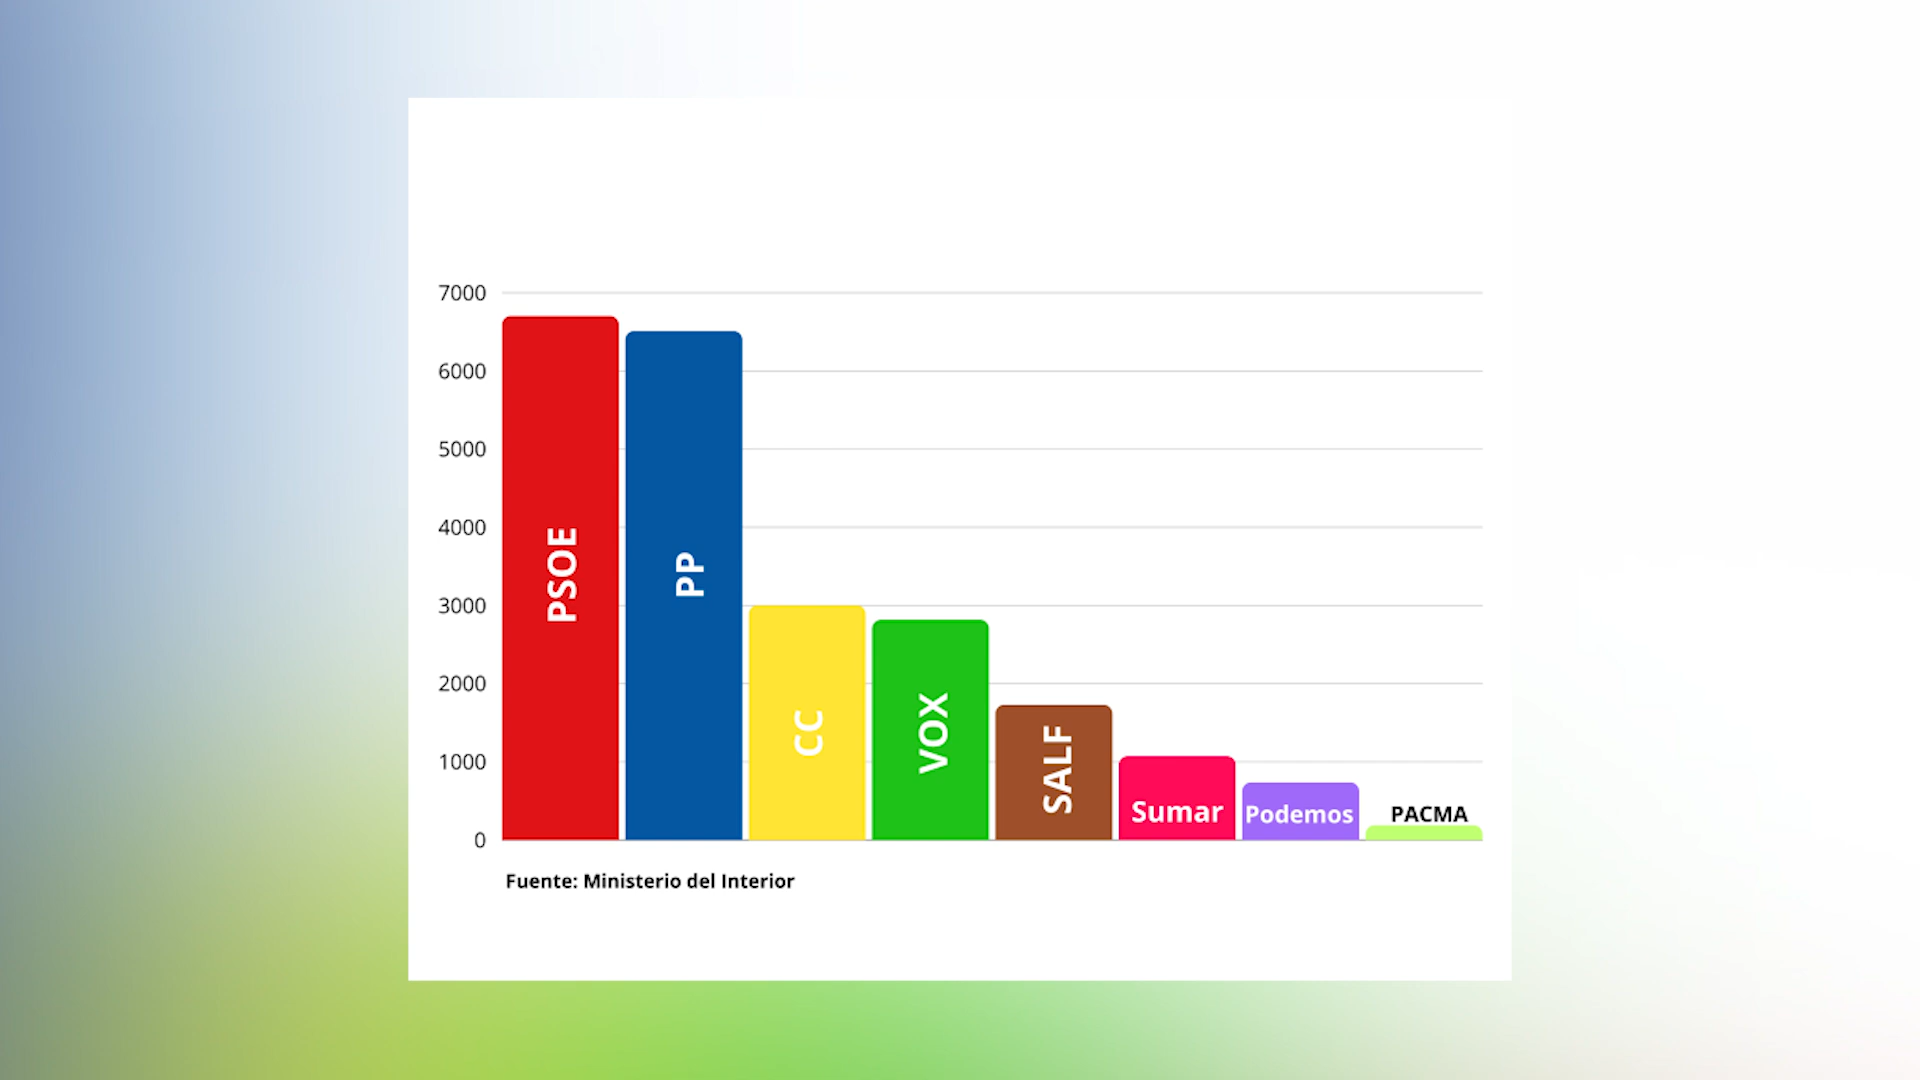 7000
6000
5000
4000
3000
2000
1000
0
PSOE
PP
CC
VOX
SALF
Sumar
Podemos
PACMA
Fuente: Ministerio del Interior